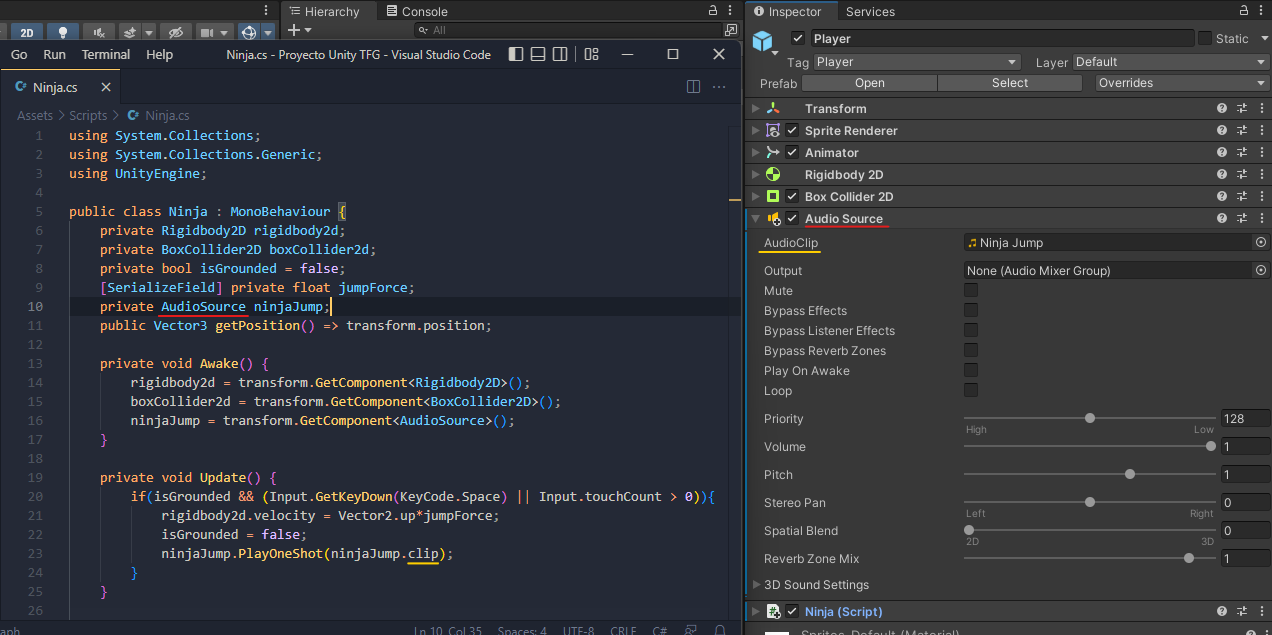 2D
Hierarchy
Console
All
Go Run Terminal Help
Ninja.cs - Proyecto Unity TFG - Visual Studio Code
Ninja.cs
Assets > Scripts > Ninja.cs
1 using System.Collections;
2 using System.Collections.Generic;
3 using UnityEngine;
4
5 public class Ninja : MonoBehaviour {
6 private Rigidbody2D rigidbody2d;
7 private BoxCollider2D boxCollider2d;
8 private bool isGrounded = false;
9 [SerializeField] private float jumpForce;
10 private AudioSource ninjaJump;
11 public Vector3 getPosition() => transform.position;
12
13 private void Awake() {
14 rigidbody2d = transform.GetComponent<Rigidbody2D>();
15 boxCollider2d = transform.GetComponent<BoxCollider2D>();
16 ninjaJump = transform.GetComponent<AudioSource>();
17 }
18
19 private void Update() {
20 if(isGrounded && (Input.GetKeyDown(KeyCode.Space) || Input.touchCount > 0)){
21 rigidbody2d.velocity = Vector2.up*jumpForce;
22 isGrounded = false;
23 ninjaJump.PlayOneShot(ninjaJump.clip);
24 }
25 }
26
Ln 10, Col 35 Spaces: 4 UTF-8 CRLF C#
Inspector
Services
Player
Static
Tag Player Layer Default
Prefab Open Select Overrides
Transform
Sprite Renderer
Animator
Rigidbody 2D
Box Collider 2D
Audio Source
AudioClip Ninja Jump
Output None (Audio Mixer Group)
Mute
Bypass Effects
Bypass Listener Effects
Bypass Reverb Zones
Play On Awake
Loop
Priority 128
High Low
Volume 1
Pitch 1
Stereo Pan 0
Left Right
Spatial Blend 0
2D 3D
Reverb Zone Mix 1
3D Sound Settings
Ninja (Script)
Sprites-Default (Material)